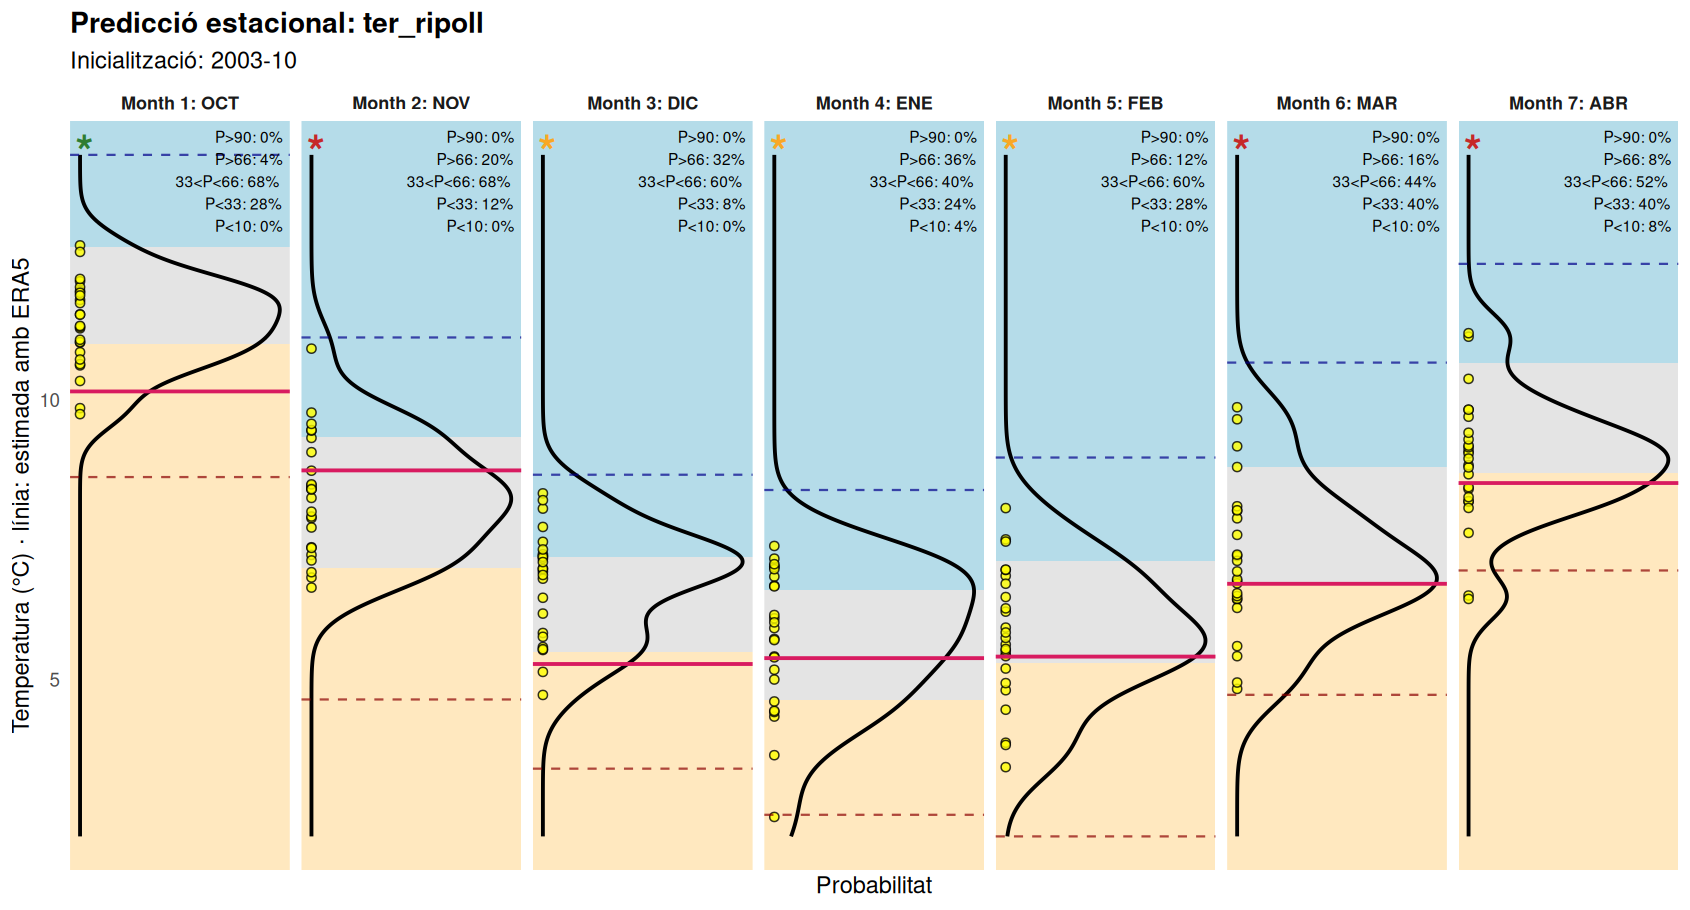 Predicció estacional: ter_ripoll
Inicialització: 2003-10
Month 1: OCT
P>90: 0%
P>66: 4%
33<P<66: 68%
P<33: 28%
P<10: 0%
Month 2: NOV
P>90: 0%
P>66: 20%
33<P<66: 68%
P<33: 12%
P<10: 0%
Month 3: DIC
P>90: 0%
P>66: 32%
33<P<66: 60%
P<33: 8%
P<10: 0%
Month 4: ENE
P>90: 0%
P>66: 36%
33<P<66: 40%
P<33: 24%
P<10: 4%
Month 5: FEB
P>90: 0%
P>66: 12%
33<P<66: 60%
P<33: 28%
P<10: 0%
Month 6: MAR
P>90: 0%
P>66: 16%
33<P<66: 44%
P<33: 40%
P<10: 0%
Month 7: ABR
P>90: 0%
P>66: 8%
33<P<66: 52%
P<33: 40%
P<10: 8%
Temperatura (°C) · línia: estimada amb ERA5
10
5
Probabilitat